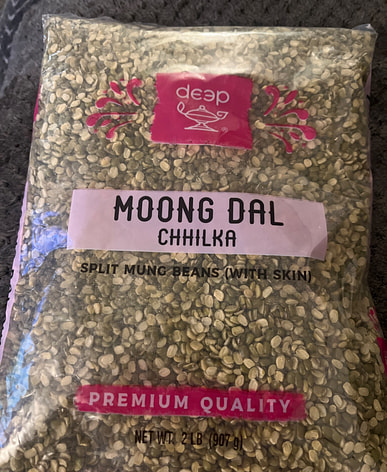 deep
MOONG DAL
CHHILKA
SPLIT MUNG BEANS (WITH SKIN)
PREMIUM QUALITY
NET WT. 2 LB (907 g)